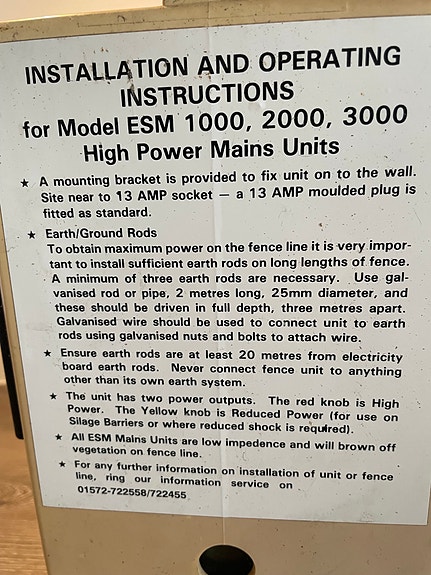 INSTALLATION AND OPERATING
INSTRUCTIONS
for Model ESM 1000, 2000, 3000
High Power Mains Units
★ A mounting bracket is provided to fix unit on to the wall.
Site near to 13 AMP socket — a 13 AMP moulded plug is
fitted as standard.
★ Earth/Ground Rods
To obtain maximum power on the fence line it is very impor-
tant to install sufficient earth rods on long lengths of fence.
A minimum of three earth rods are necessary. Use gal-
vanised rod or pipe, 2 metres long, 25mm diameter, and
these should be driven in full depth, three metres apart.
Galvanised wire should be used to connect unit to earth
rods using galvanised nuts and bolts to attach wire.
★ Ensure earth rods are at least 20 metres from electricity
board earth rods. Never connect fence unit to anything
other than its own earth system.
★ The unit has two power outputs. The red knob is High
Power. The Yellow knob is Reduced Power (for use on
Silage Barriers or where reduced shock is required).
★ All ESM Mains Units are low impedence and will brown off
vegetation on fence line.
★ For any further information on installation of unit or fence
line, ring our information service on
01572-722558/722455